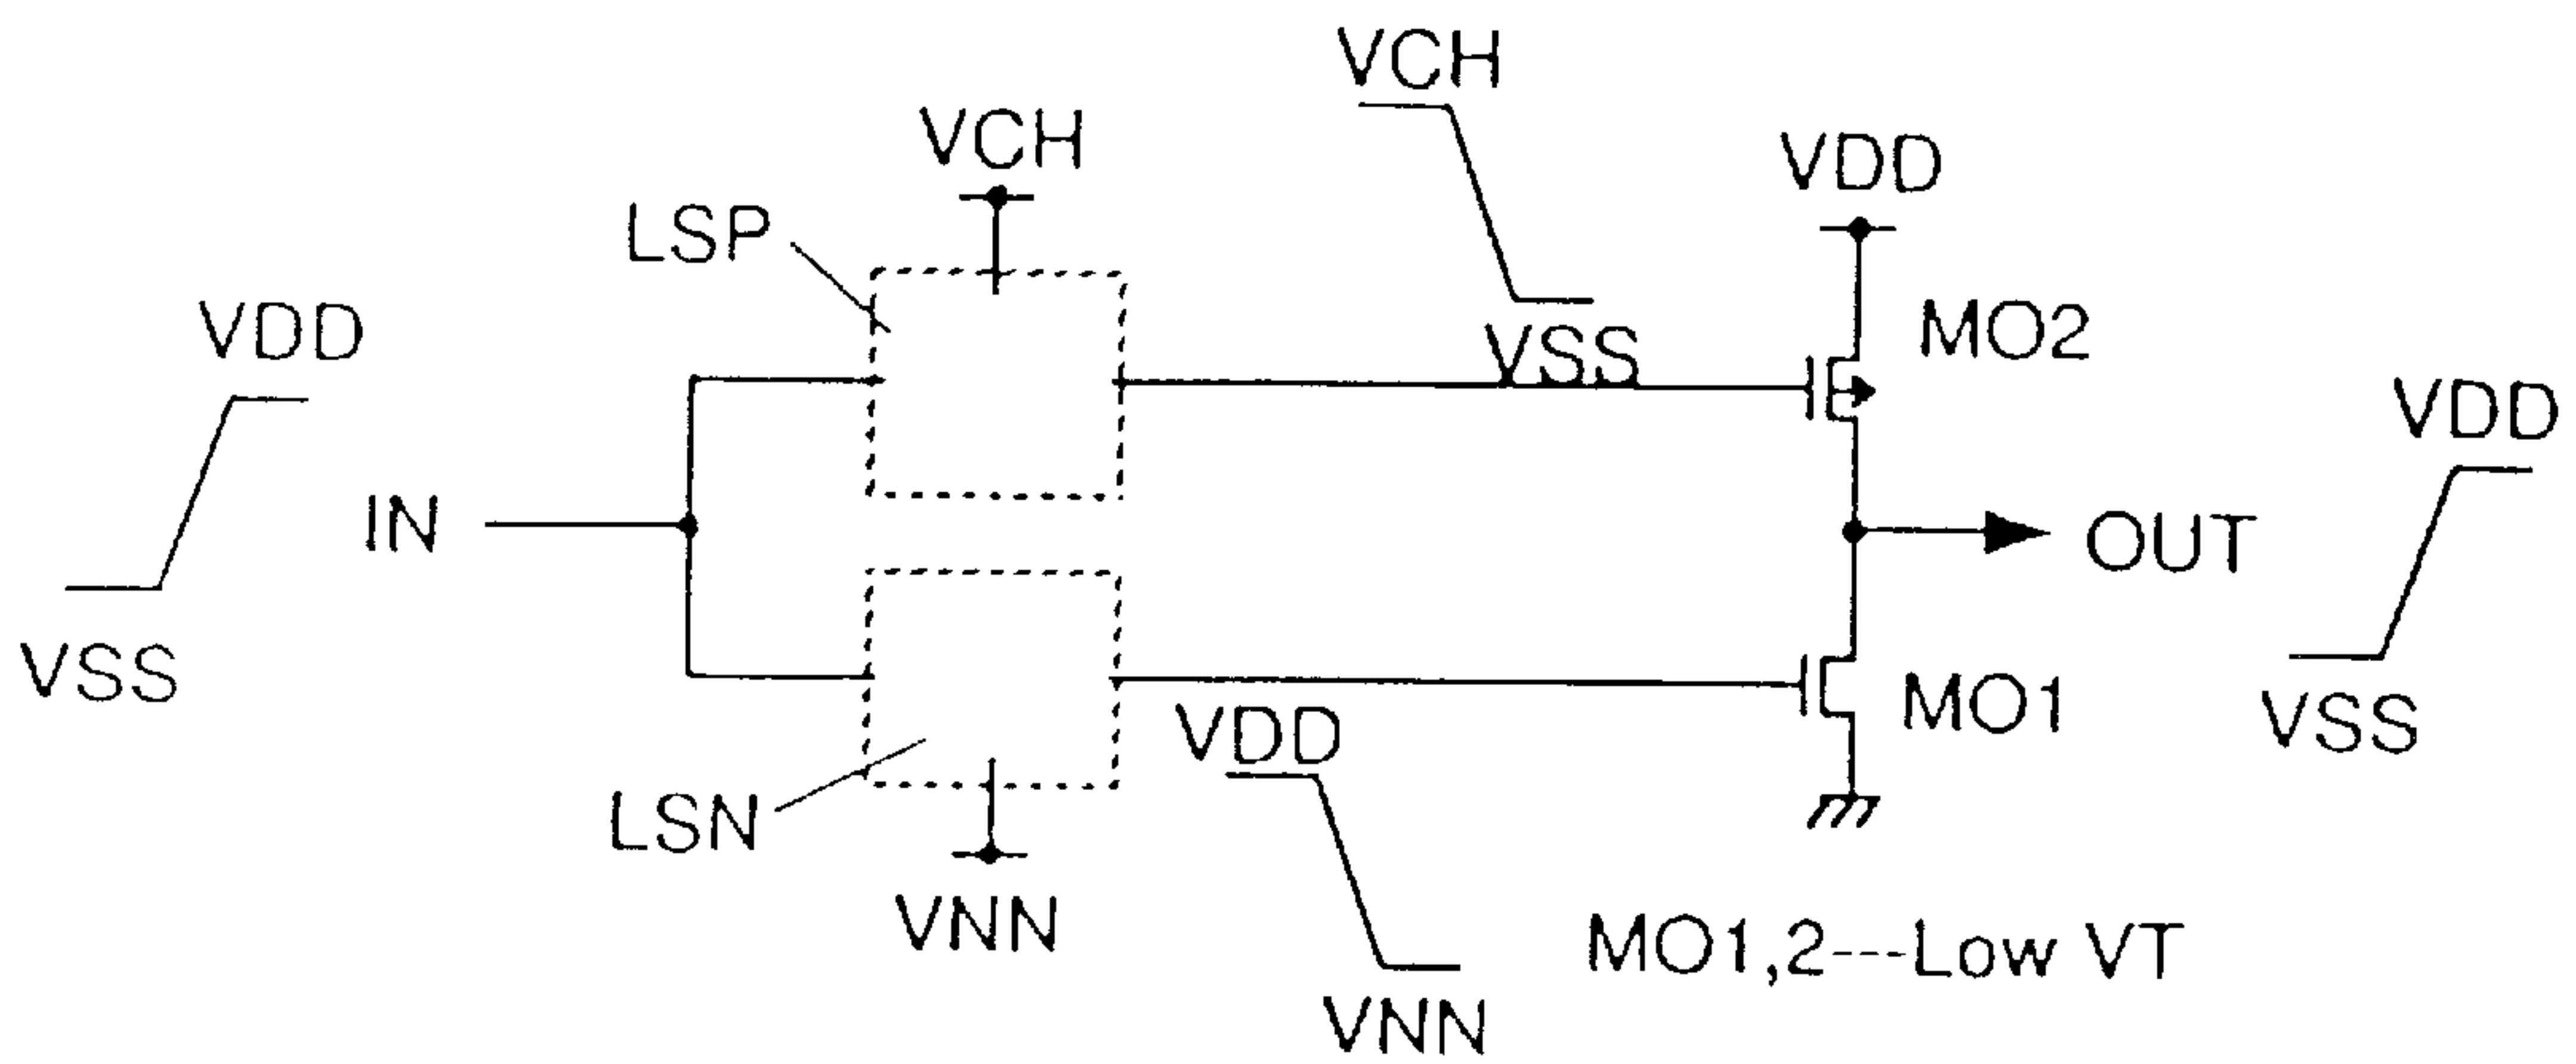 VCH
VCH
VDD
LSP
VDD
MO2
VSS
VDD
IN
OUT
VSS
MO1
VSS
VDD
LSN
VNN
MO1,2---Low VT
VNN